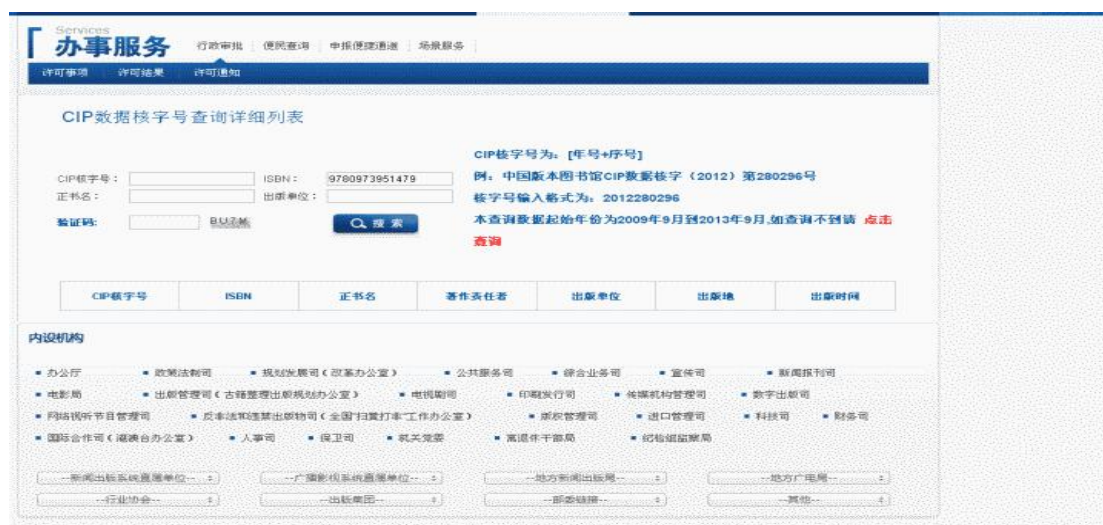 Services
办事服务 行政审批 便民查询 申报便捷通道 场景服务
许可事项 许可结果 许可通知
CIP数据核字号查询详细列表
CIP核字号为：[年号+序号]
CIP核字号： ISBN： 9780973951479 例：中国版本图书馆CIP数据核字（2012）第280296号
正书名： 出版单位： 核字号输入格式为：2012280296
验证码： 搜索 本查询数据起始年份为2009年9月到2013年9月,如查询不到请 点击
查询
CIP核字号 ISBN 正书名 著作责任者 出版单位 出版地 出版时间
内设机构
办公厅 政策法制司 规划发展司（改革办公室） 公共服务司 综合业务司 宣传司 新闻报刊司
电影局 出版管理司（古籍整理出版规划办公室） 电视剧司 印刷发行司 传媒机构管理司 数字出版司
网络视听节目管理司 反非法和违禁出版物司（全国“扫黄打非”工作办公室） 版权管理司 进口管理司 科技司 财务司
国际合作司（港澳台办公室） 人事司 保卫司 机关党委 离退休干部局 纪检组监察局
--新闻出版系统直属单位-- --广播影视系统直属单位-- --地方新闻出版局-- --地方广电局--
--行业协会-- --出版集团-- --部委链接-- --其他--